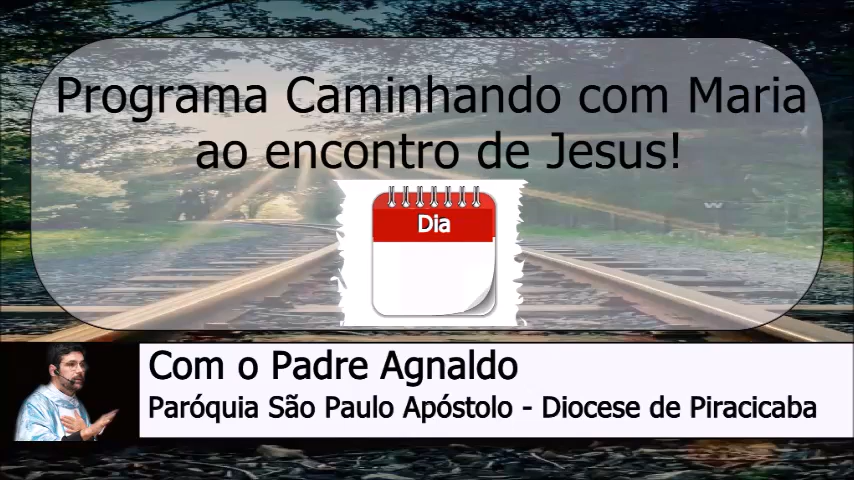 Programa Caminhando com Maria
ao encontro de Jesus!
Dia
Com o Padre Agnaldo
Paróquia São Paulo Apóstolo - Diocese de Piracicaba